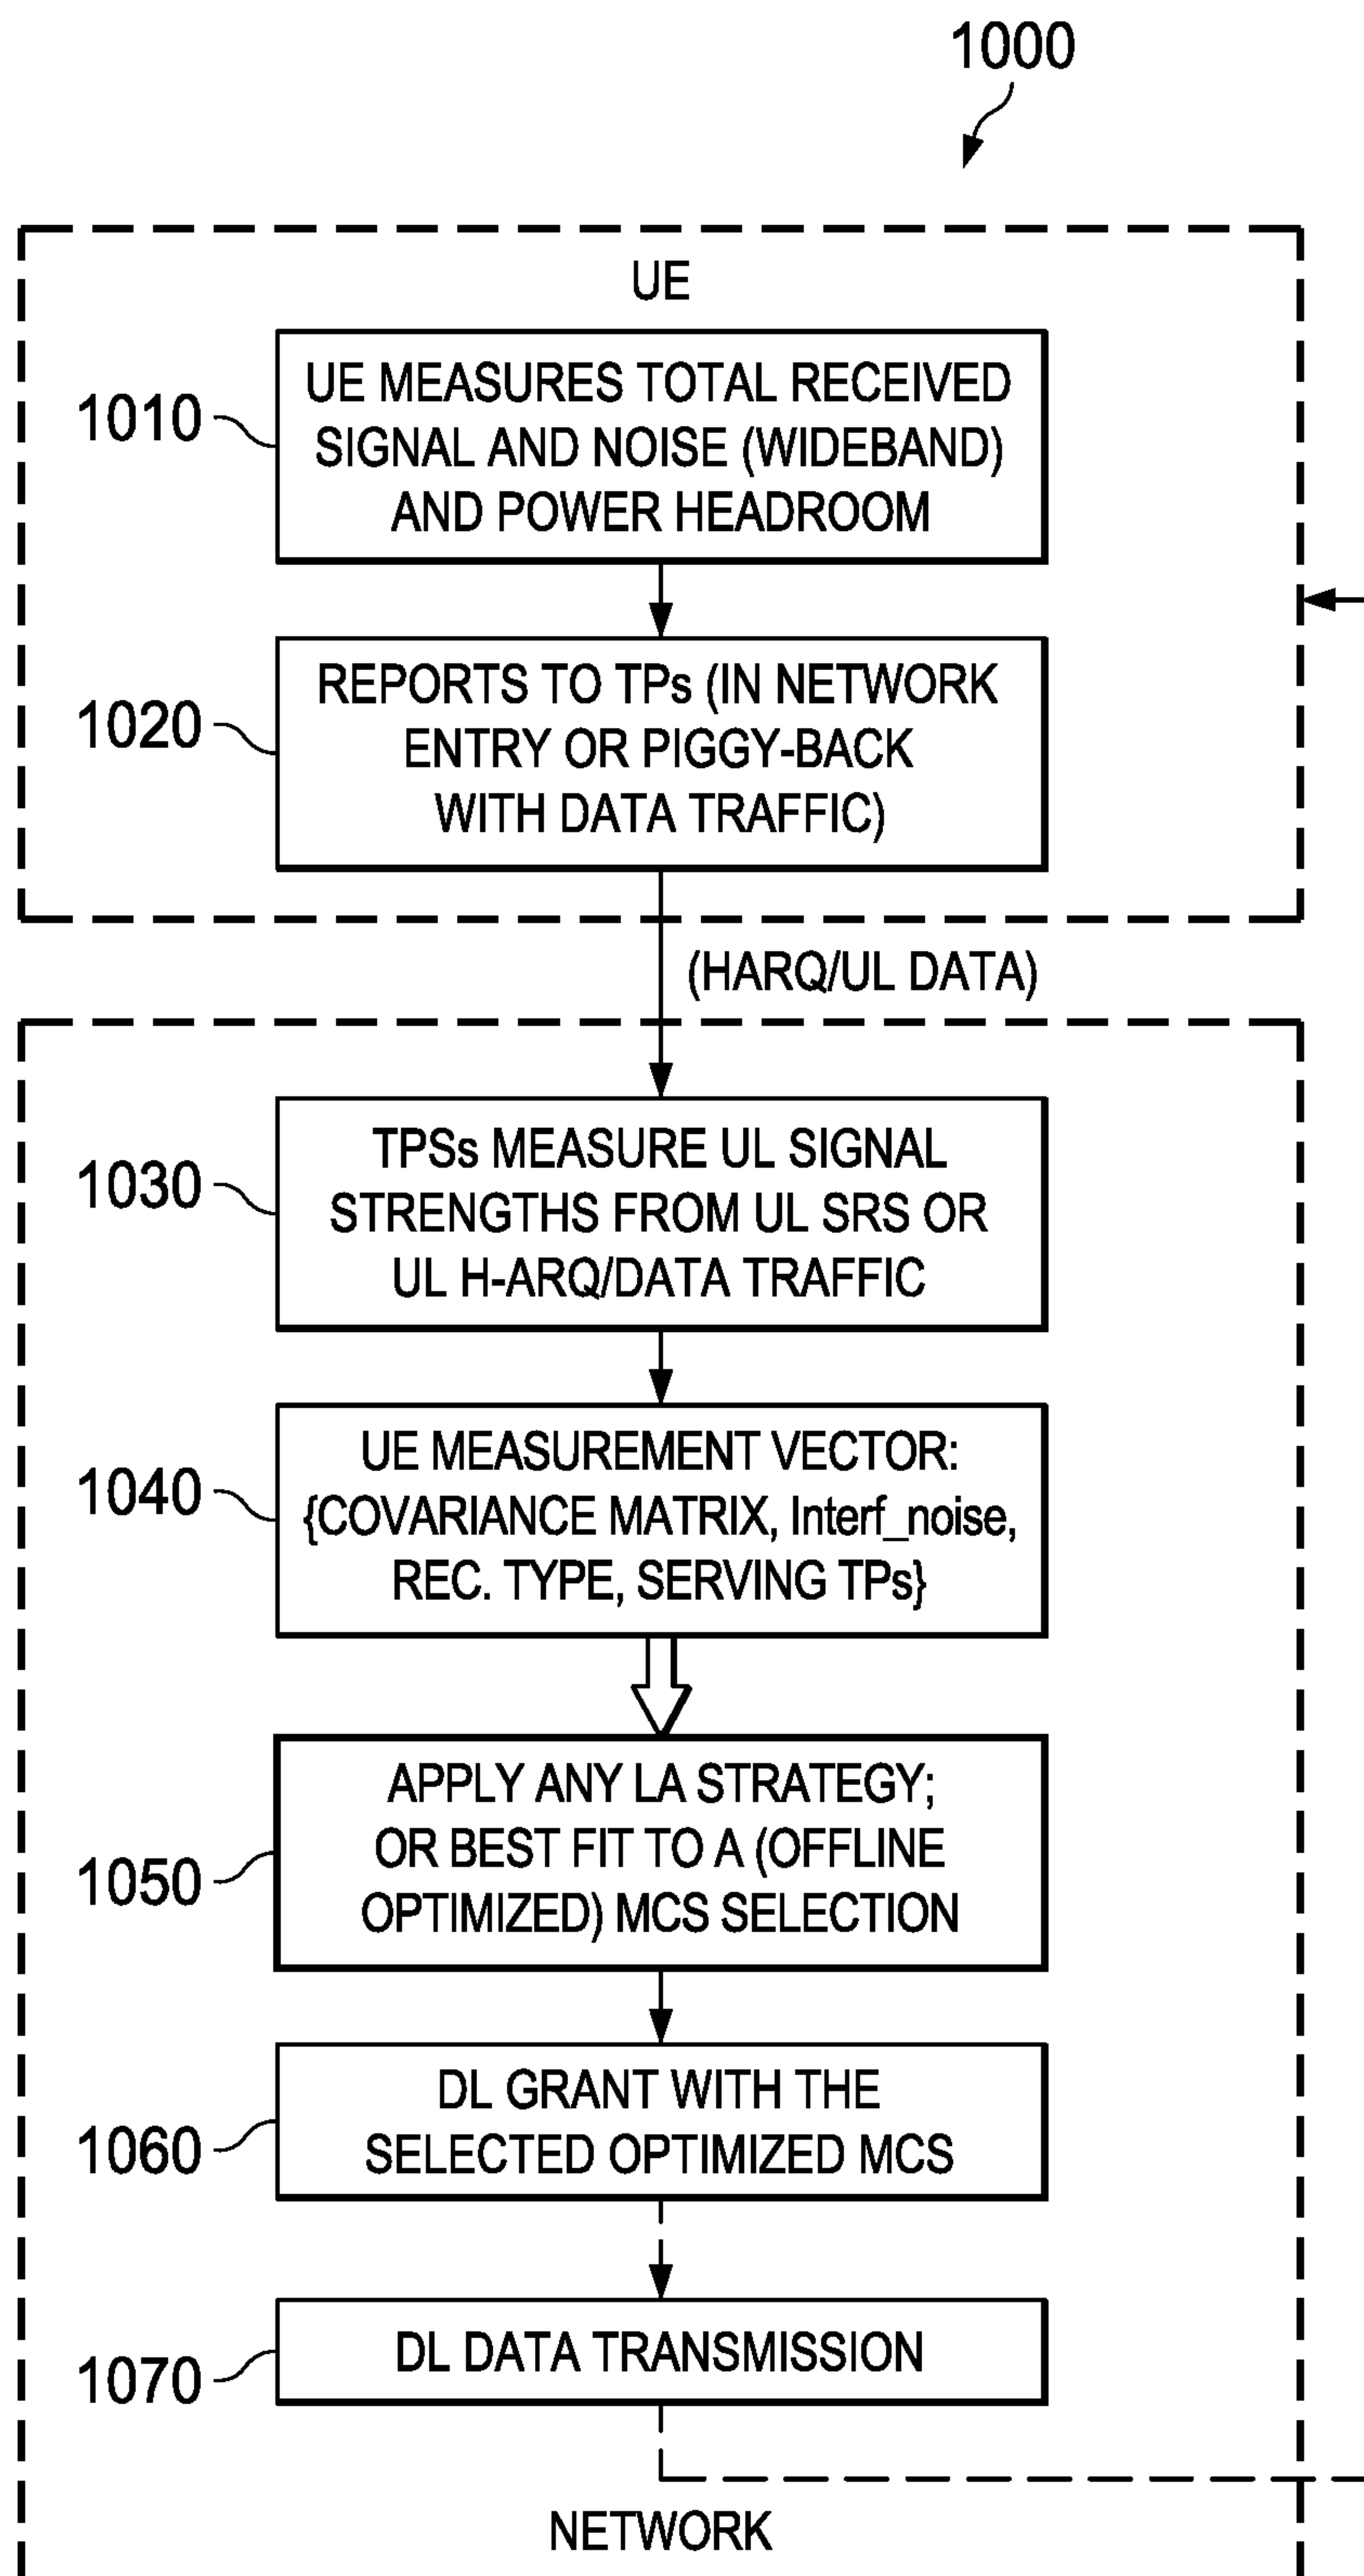 1000
UE
1010
UE MEASURES TOTAL RECEIVED
SIGNAL AND NOISE (WIDEBAND)
AND POWER HEADROOM
1020
REPORTS TO TPs (IN NETWORK
ENTRY OR PIGGY-BACK
WITH DATA TRAFFIC)
(HARQ/UL DATA)
1030
TPSs MEASURE UL SIGNAL
STRENGTHS FROM UL SRS OR
UL H-ARQ/DATA TRAFFIC
1040
UE MEASUREMENT VECTOR:
{COVARIANCE MATRIX, Interf_noise,
REC. TYPE, SERVING TPs}
1050
APPLY ANY LA STRATEGY;
OR BEST FIT TO A (OFFLINE
OPTIMIZED) MCS SELECTION
1060
DL GRANT WITH THE
SELECTED OPTIMIZED MCS
1070
DL DATA TRANSMISSION
NETWORK